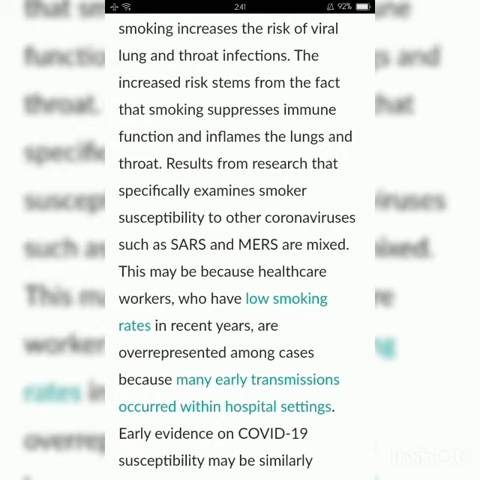 2:41 92%
smoking increases the risk of viral
lung and throat infections. The
increased risk stems from the fact
that smoking suppresses immune
function and inflames the lungs and
throat. Results from research that
specifically examines smoker
susceptibility to other coronaviruses
such as SARS and MERS are mixed.
This may be because healthcare
workers, who have low smoking
rates in recent years, are
overrepresented among cases
because many early transmissions
occurred within hospital settings.
Early evidence on COVID-19
susceptibility may be similarly